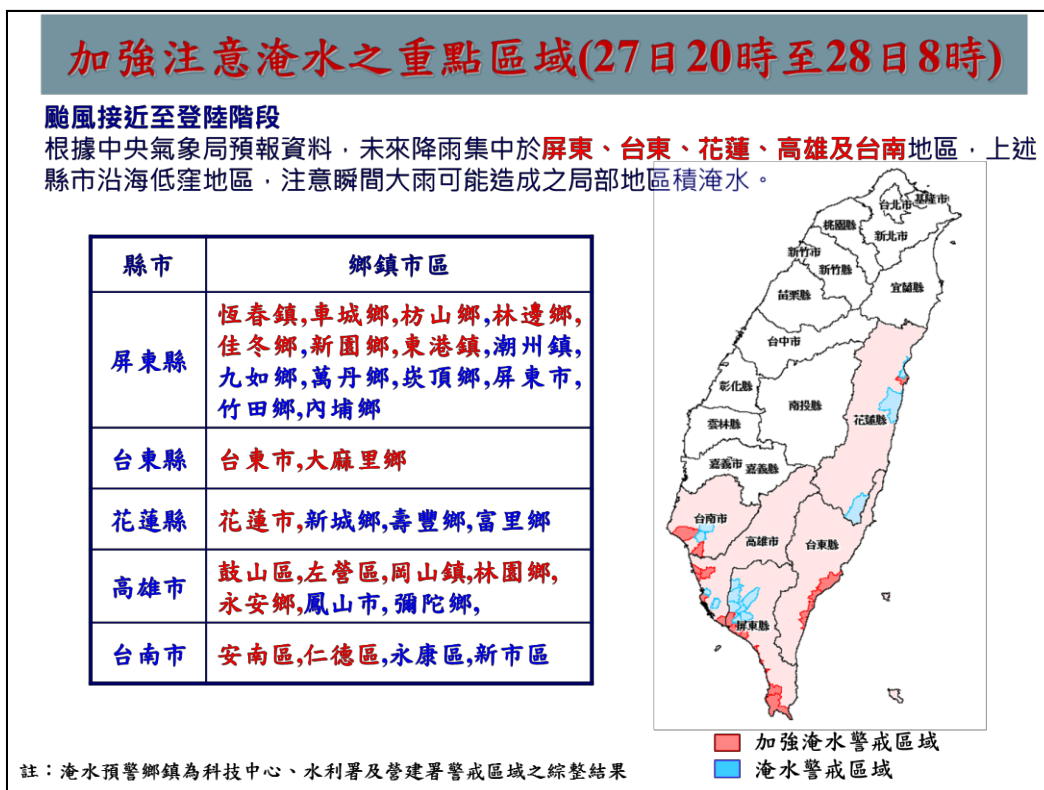 加強注意淹水之重點區域(27日20時至28日8時)
颱風接近至登陸階段
根據中央氣象局預報資料，未來降雨集中於屏東、台東、花蓮、高雄及台南地區，上述
縣市沿海低窪地區，注意瞬間大雨可能造成之局部地區積淹水。
縣市 鄉鎮市區
屏東縣
恆春鎮,車城鄉,枋山鄉,林邊鄉,
佳冬鄉,新園鄉,東港鎮,潮州鎮,
九如鄉,萬丹鄉,崁頂鄉,屏東市,
竹田鄉,內埔鄉
台東縣 台東市,大麻里鄉
花蓮縣 花蓮市,新城鄉,壽豐鄉,富里鄉
高雄市
鼓山區,左營區,岡山鎮,林園鄉,
永安鄉,鳳山市,彌陀鄉,
台南市 安南區,仁德區,永康區,新市區
基隆市
台北市
桃園縣
新北市
新竹市
新竹縣
宜蘭縣
苗栗縣
台中市
彰化縣
南投縣
花蓮縣
雲林縣
嘉義市
嘉義縣
台南市
高雄市
台東縣
屏東縣
加強淹水警戒區域
淹水警戒區域
註：淹水預警鄉鎮為科技中心、水利署及營建署警戒區域之綜整結果